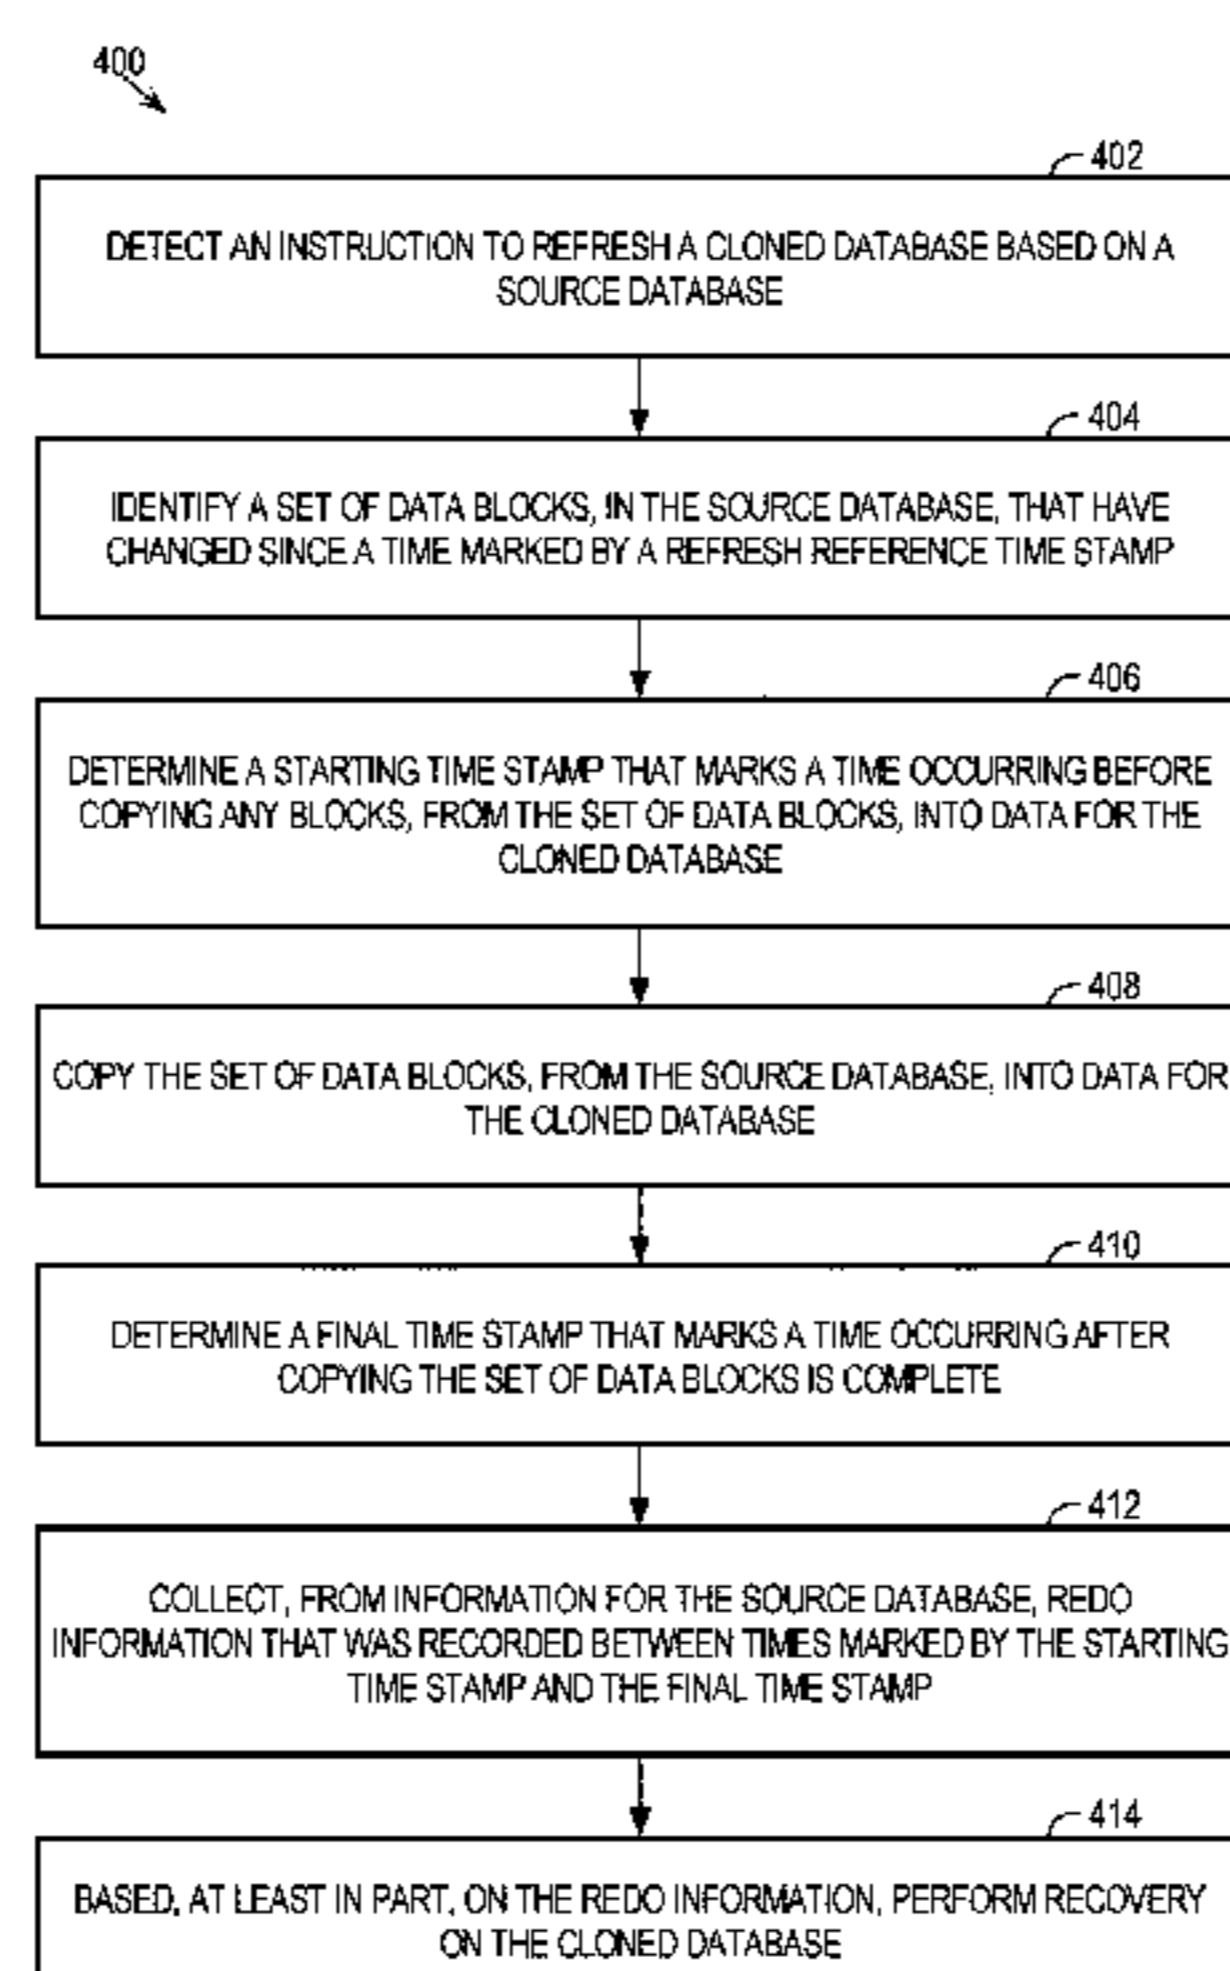 400
402
DETECT AN INSTRUCTION TO REFRESH A CLONED DATABASE BASED ON A
SOURCE DATABASE
404
IDENTIFY A SET OF DATA BLOCKS, IN THE SOURCE DATABASE, THAT HAVE
CHANGED SINCE A TIME MARKED BY A REFRESH REFERENCE TIME STAMP
406
DETERMINE A STARTING TIME STAMP THAT MARKS A TIME OCCURRING BEFORE
COPYING ANY BLOCKS, FROM THE SET OF DATA BLOCKS, INTO DATA FOR THE
CLONED DATABASE
408
COPY THE SET OF DATA BLOCKS, FROM THE SOURCE DATABASE, INTO DATA FOR
THE CLONED DATABASE
410
DETERMINE A FINAL TIME STAMP THAT MARKS A TIME OCCURRING AFTER
COPYING THE SET OF DATA BLOCKS IS COMPLETE
412
COLLECT, FROM INFORMATION FOR THE SOURCE DATABASE, REDO
INFORMATION THAT WAS RECORDED BETWEEN TIMES MARKED BY THE STARTING
TIME STAMP AND THE FINAL TIME STAMP
414
BASED, AT LEAST IN PART, ON THE REDO INFORMATION, PERFORM RECOVERY
ON THE CLONED DATABASE